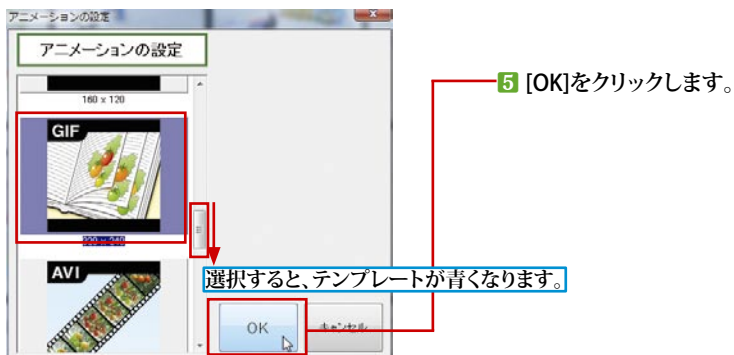 アニメーションの設定
アニメーションの設定
160 x 120
GIF
5 [OK]をクリックします。
選択すると、テンプレートが青くなります。
AVI
OK
キャンセル